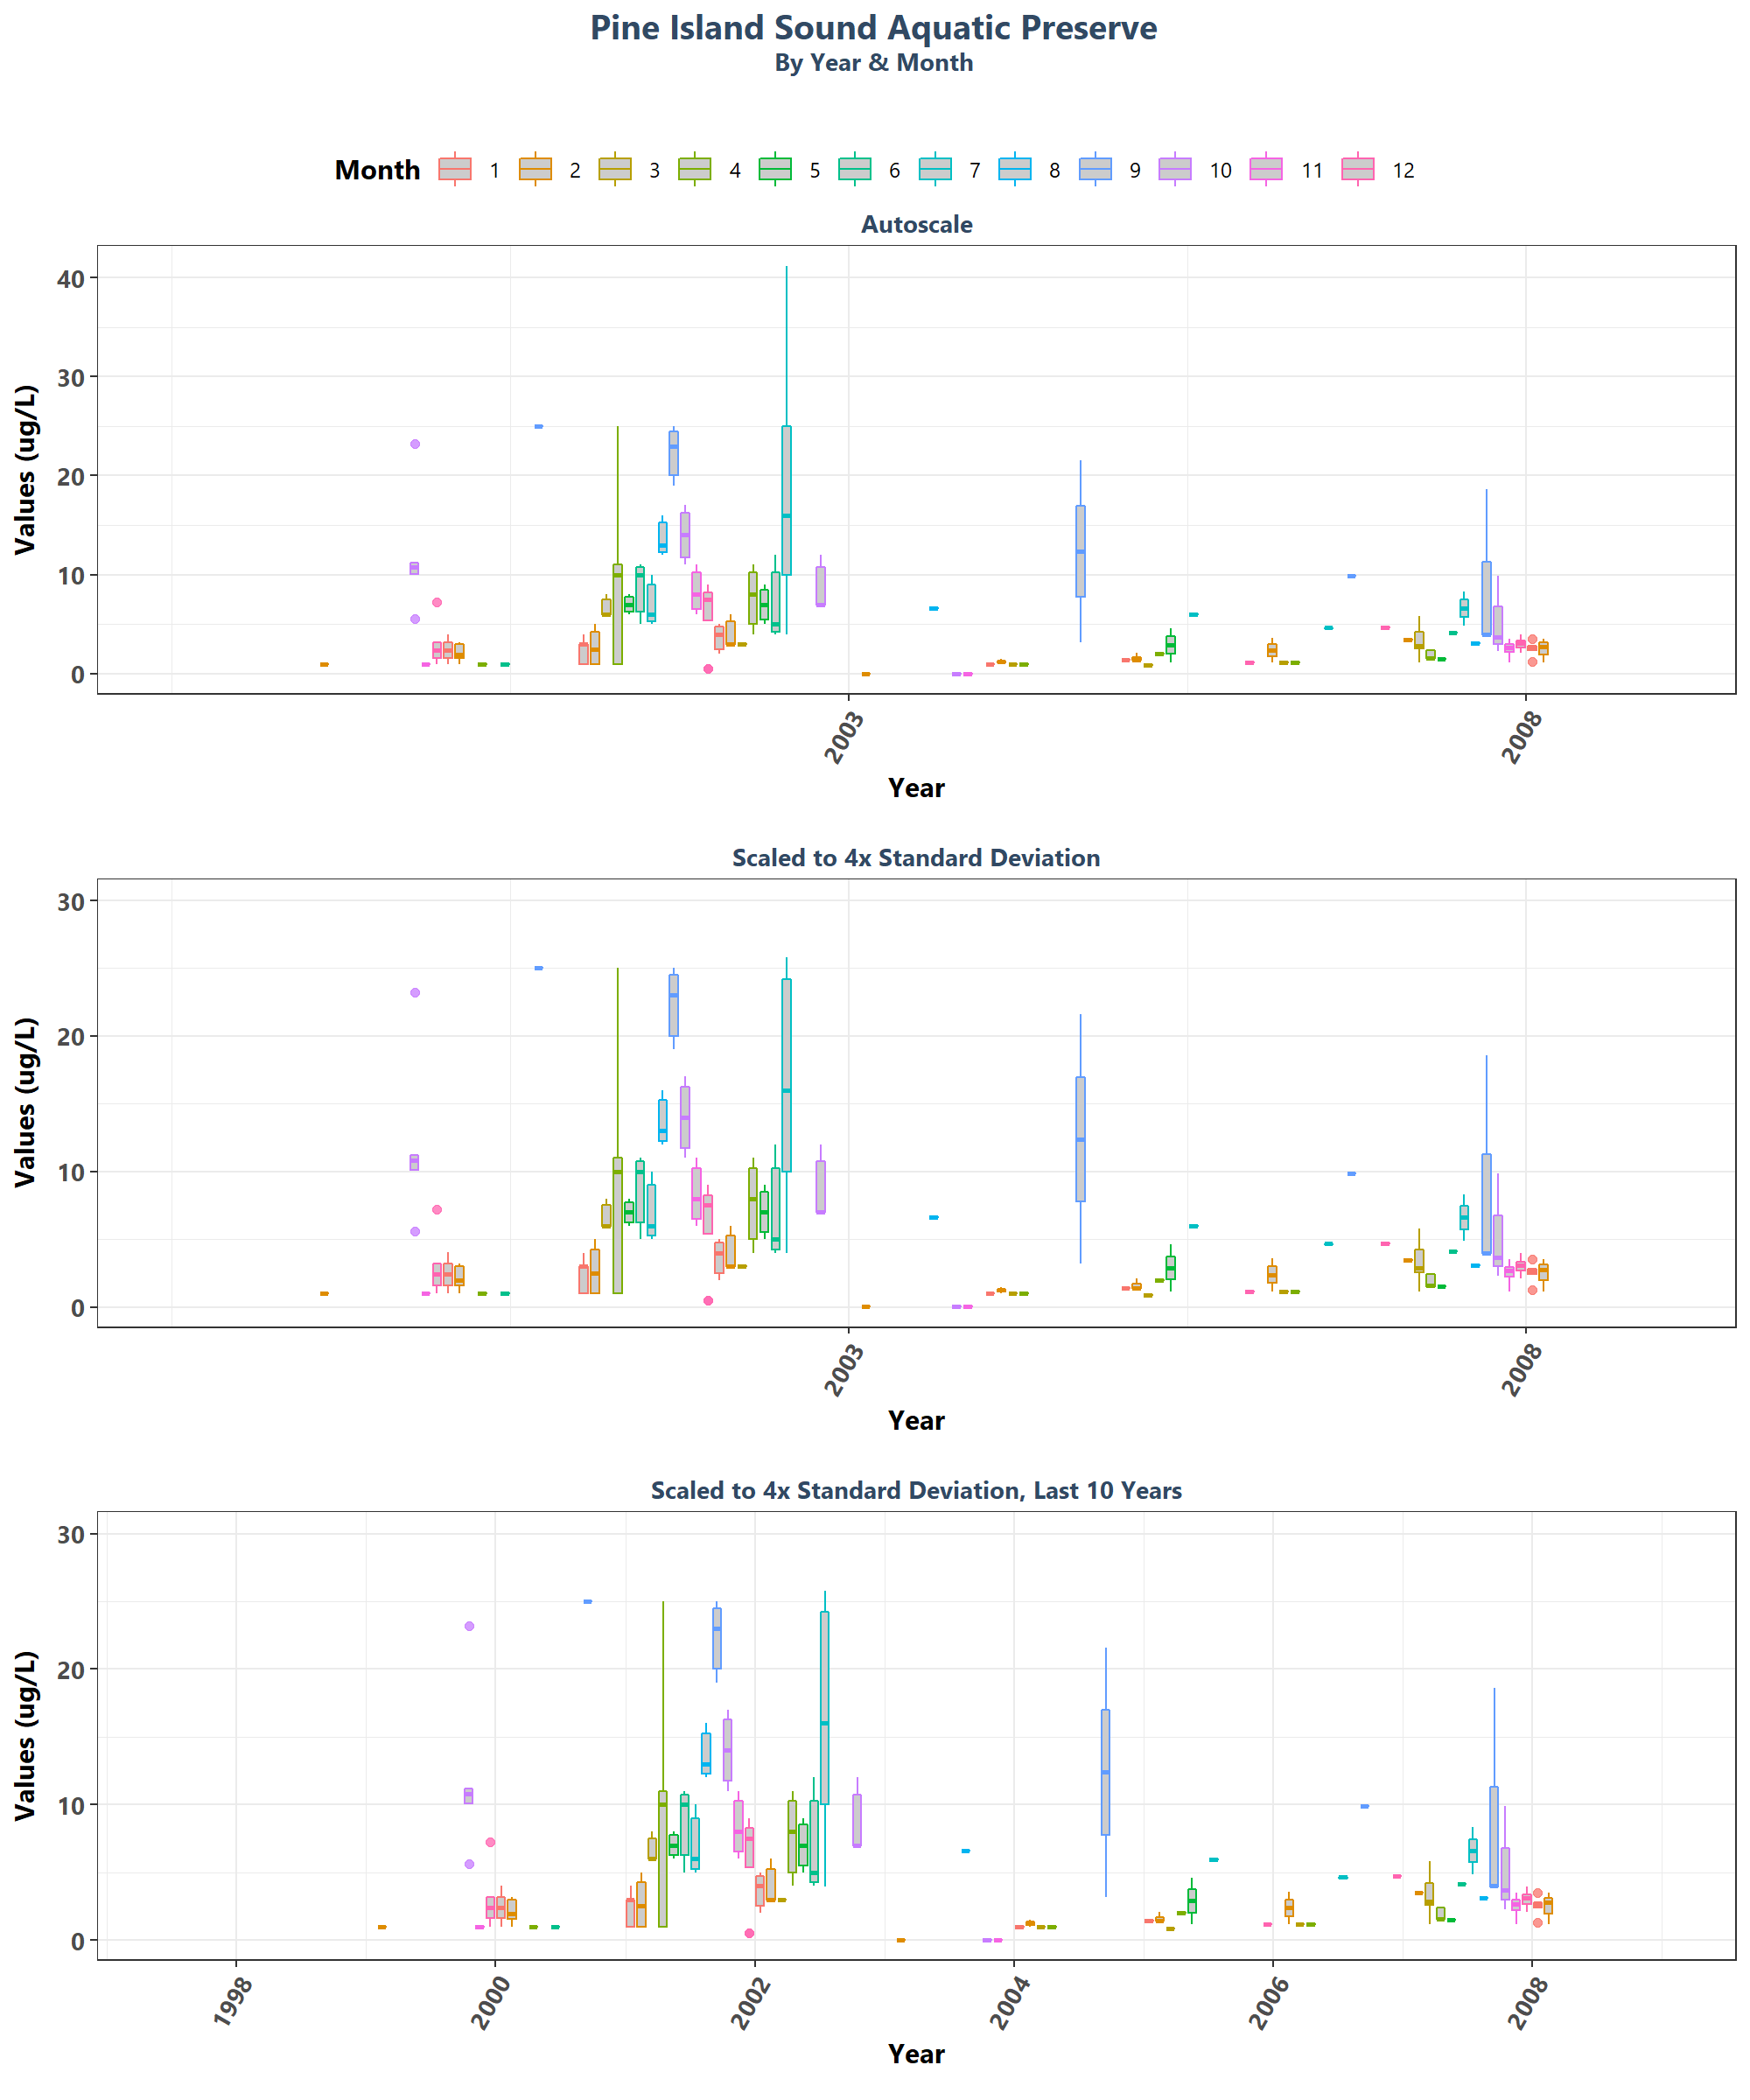 Pine Island Sound Aquatic Preserve
By Year & Month
Month 1 2 3 4 5 6 7 8 9 10 11 12
Autoscale
Values (ug/L)
40
30
20
10
0
2003 2008
Year
Scaled to 4x Standard Deviation
Values (ug/L)
30
20
10
0
2003 2008
Year
Scaled to 4x Standard Deviation, Last 10 Years
Values (ug/L)
30
20
10
0
1998 2000 2002 2004 2006 2008
Year